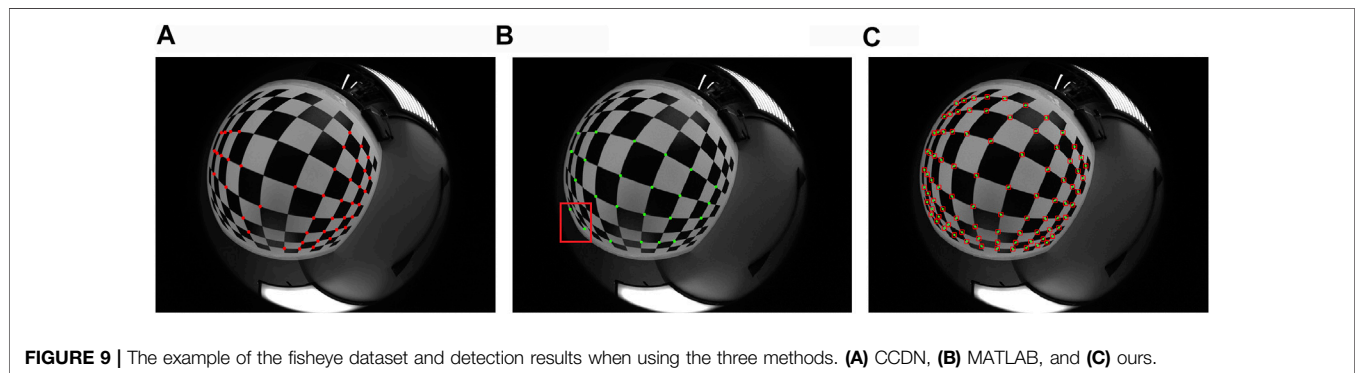 A
B
C
FIGURE 9 | The example of the fisheye dataset and detection results when using the three methods. (A) CCDN, (B) MATLAB, and (C) ours.